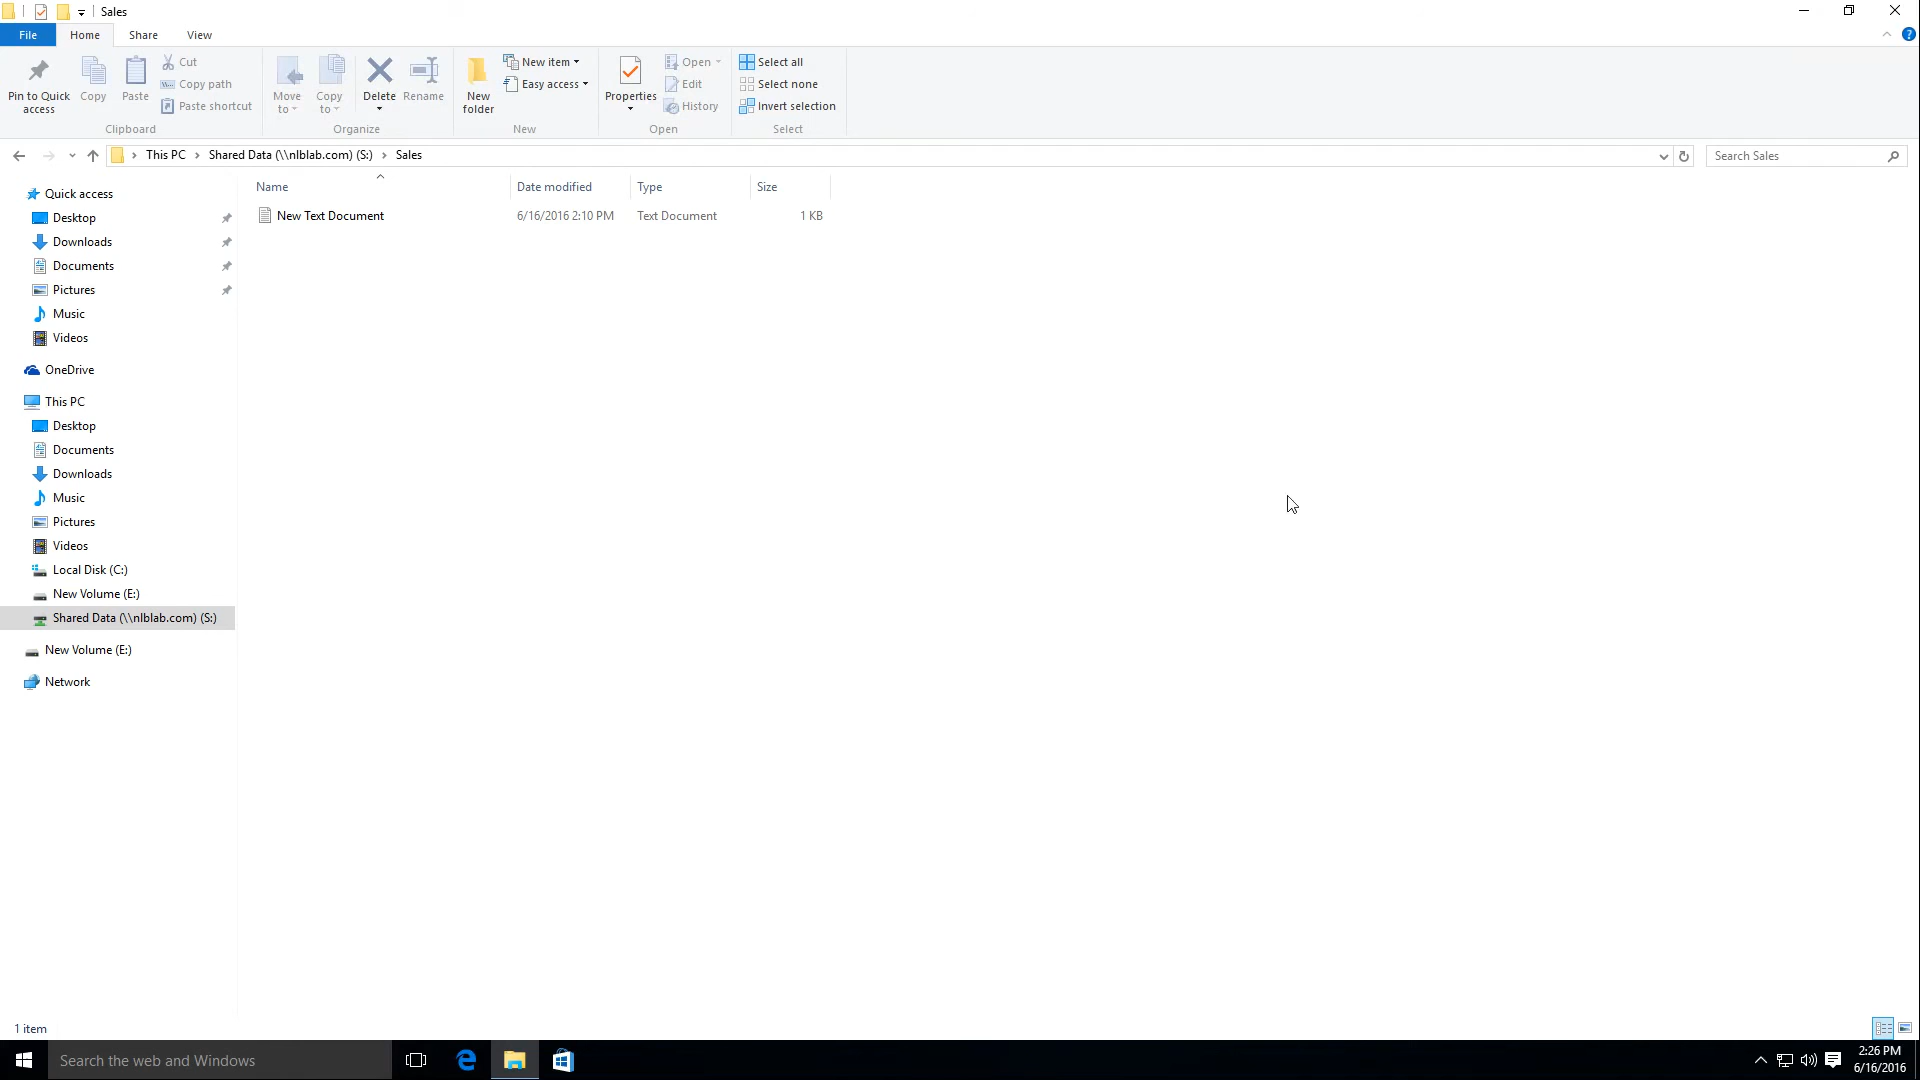 Sales
File Home Share View
Pin to Quick access
Copy
Paste
Cut
Copy path
Paste shortcut
Clipboard
Move to
Copy to
Delete
Rename
Organize
New folder
New item
Easy access
New
Properties
Open
Edit
History
Open
Select all
Select none
Invert selection
Select
This PC > Shared Data (\\nlblab.com) (S:) > Sales
Search Sales
Name Date modified Type Size
New Text Document 6/16/2016 2:10 PM Text Document 1 KB
Quick access
Desktop
Downloads
Documents
Pictures
Music
Videos
OneDrive
This PC
Desktop
Documents
Downloads
Music
Pictures
Videos
Local Disk (C:)
New Volume (E:)
Shared Data (\\nlblab.com) (S:)
New Volume (E:)
Network
1 item
Search the web and Windows
2:26 PM
6/16/2016